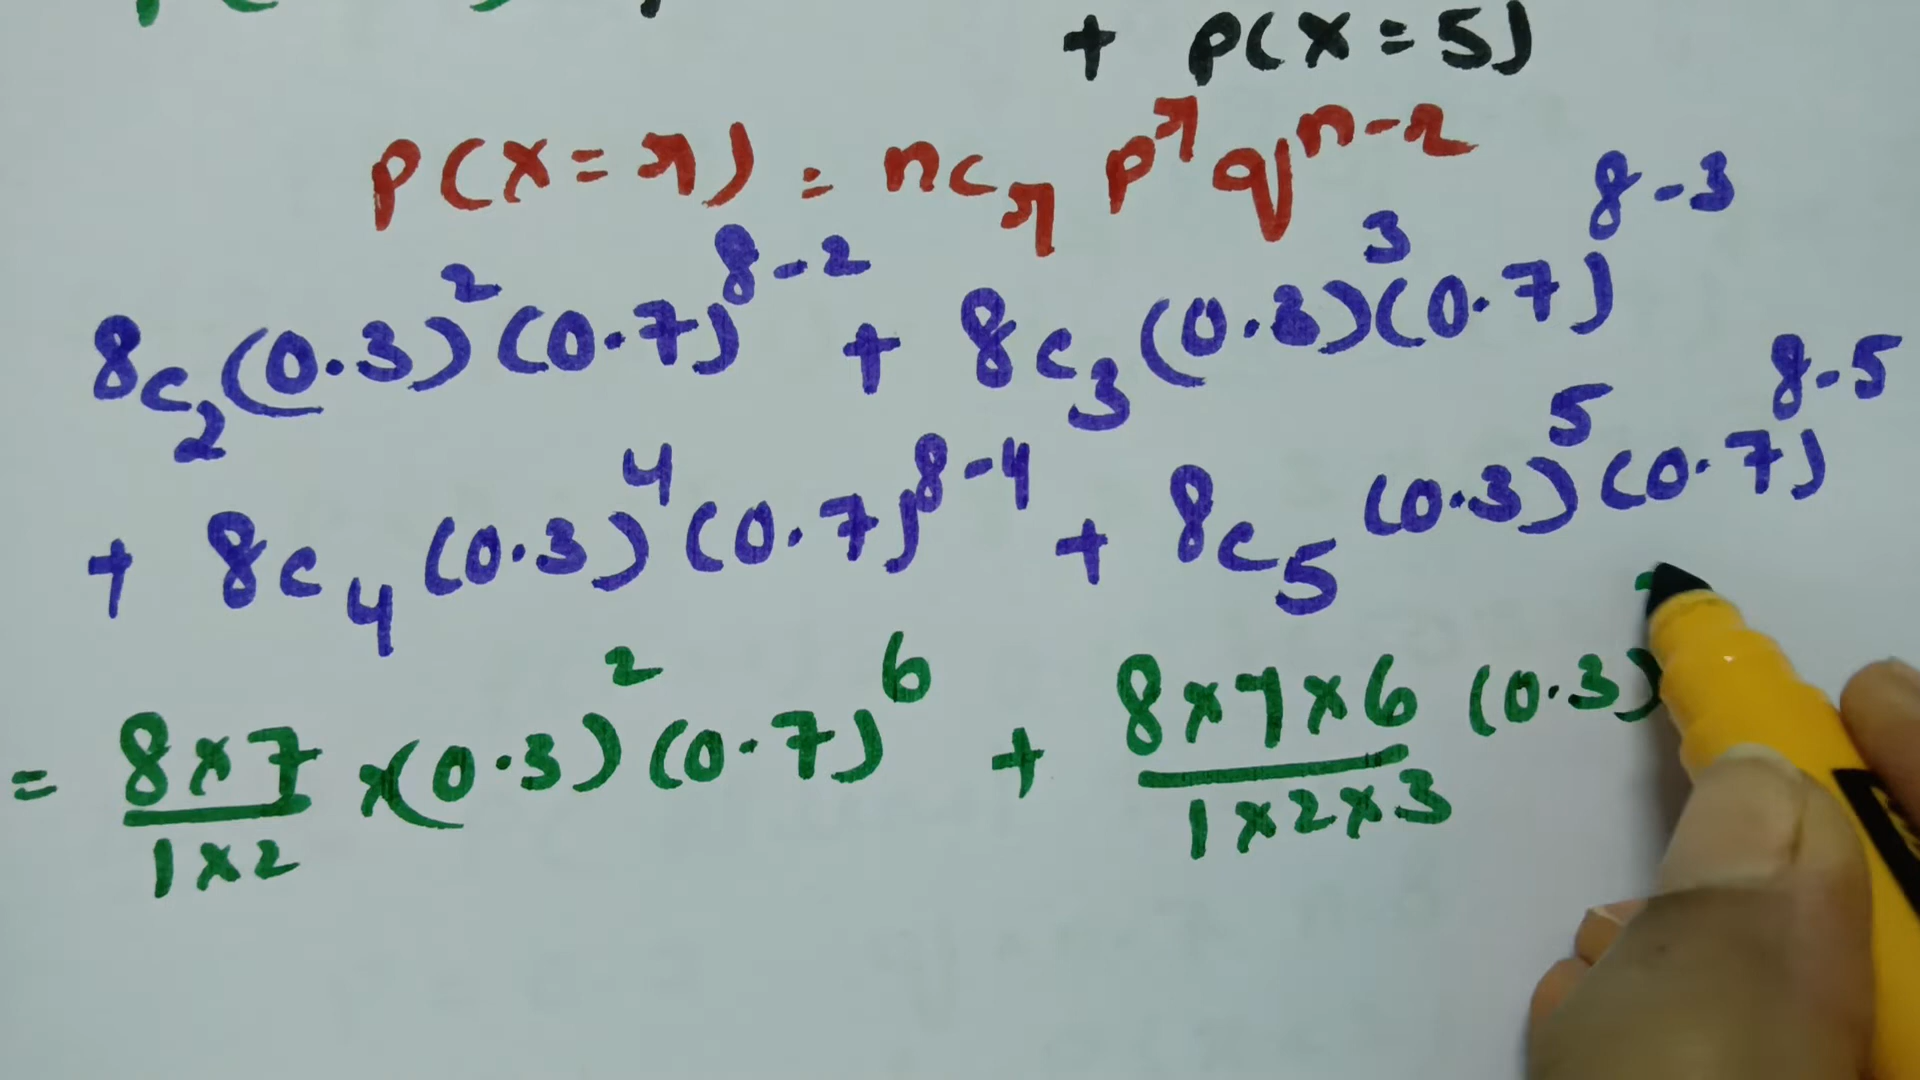 + P(X=5)
P(X=r) = nCr p^r q^n-r
8C2 (0.3)^2 (0.7)^8-2 + 8C3 (0.3)^3 (0.7)^8-3
+ 8C4 (0.3)^4 (0.7)^8-4 + 8C5 (0.3)^5 (0.7)^8-5
= 8×7/1×2 ×(0.3)^2 (0.7)^6 + 8×7×6/1×2×3 (0.3)